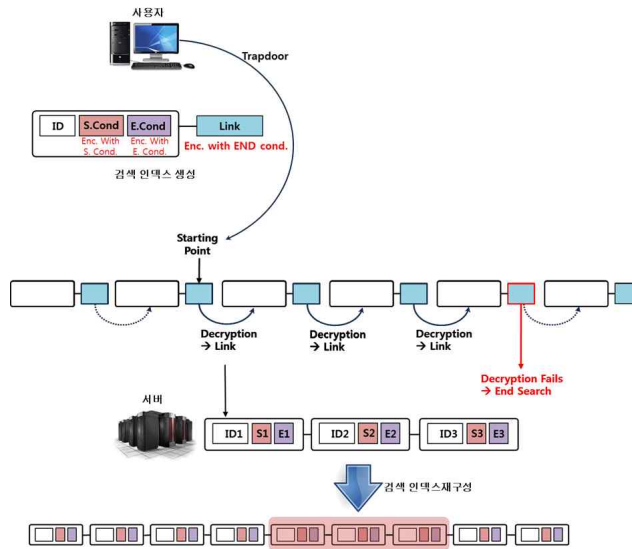 사용자
Trapdoor
ID
S.Cond
E.Cond
Link
Enc. With
S. Cond.
Enc. With
E. Cond.
Enc. with END cond.
검색 인덱스 생성
Starting
Point
Decryption
→ Link
Decryption
→ Link
Decryption
→ Link
Decryption Fails
→ End Search
서버
ID1
S1
E1
ID2
S2
E2
ID3
S3
E3
검색 인덱스재구성